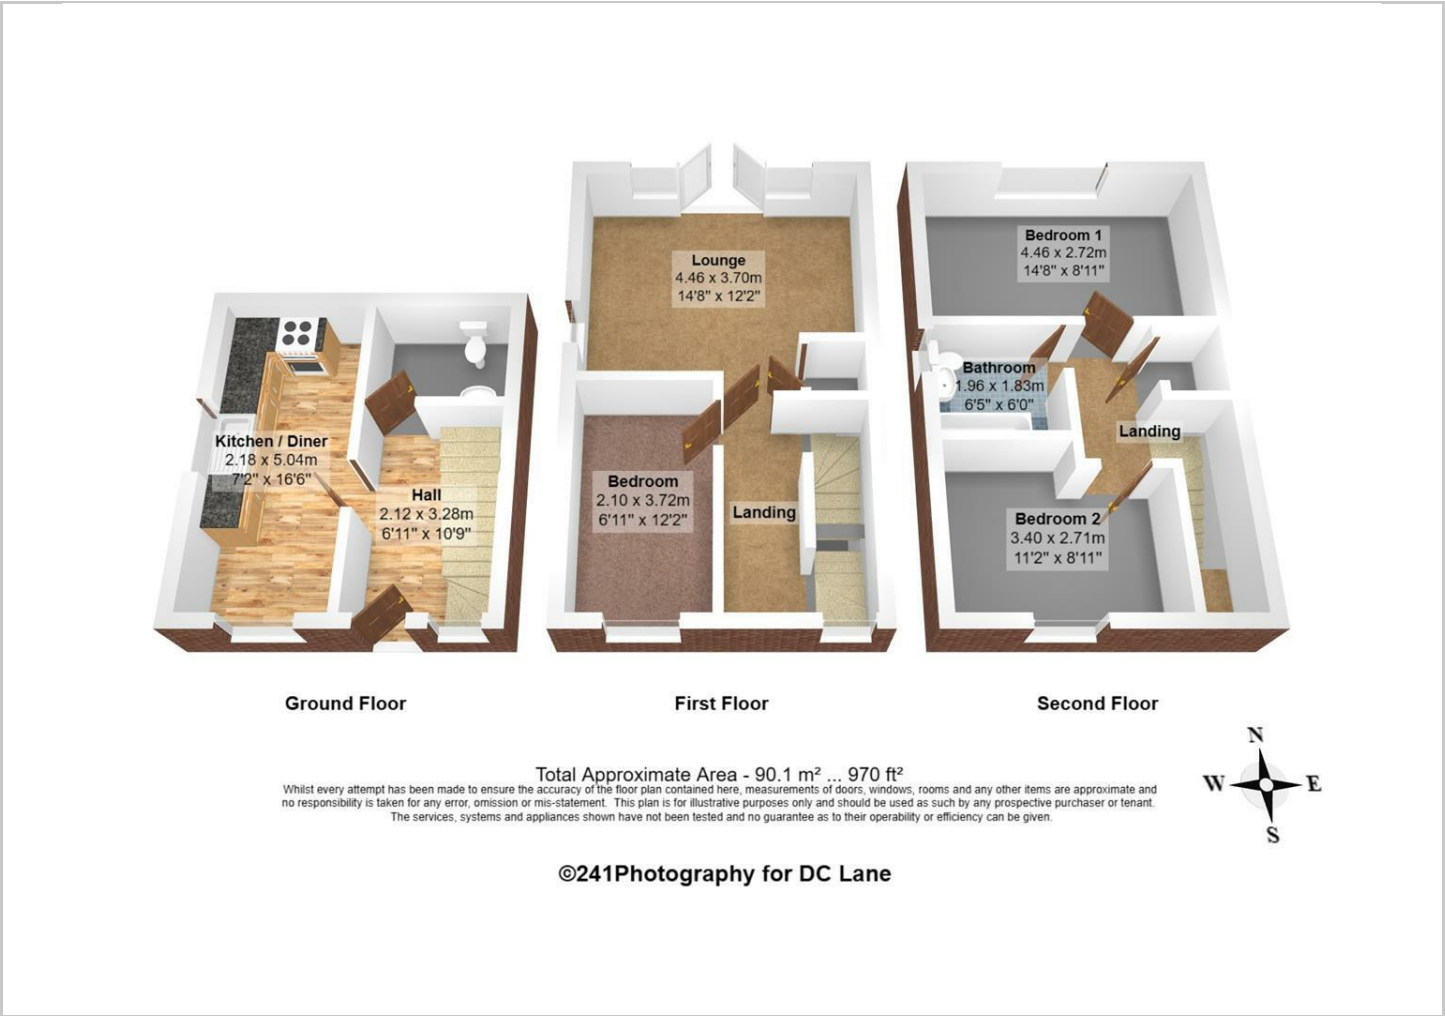 Lounge
4.46 x 3.70m
14'8" x 12'2"
Bedroom 1
4.46 x 2.72m
14'8" x 8'11"
Kitchen / Diner
2.18 x 5.04m
7'2" x 16'6"
Hall
2.12 x 3.28m
6'11" x 10'9"
Bedroom
2.10 x 3.72m
6'11" x 12'2"
Landing
Bathroom
1.96 x 1.83m
6'5" x 6'0"
Landing
Bedroom 2
3.40 x 2.71m
11'2" x 8'11"
Ground Floor
First Floor
Second Floor
N
W
E
S
Total Approximate Area - 90.1 m² ... 970 ft²
Whilst every attempt has been made to ensure the accuracy of the floor plan contained here, measurements of doors, windows, rooms and any other items are approximate and
no responsibility is taken for any error, omission or mis-statement. This plan is for illustrative purposes only and should be used as such by any prospective purchaser or tenant.
The services, systems and appliances shown have not been tested and no guarantee as to their operability or efficiency can be given.
©241Photography for DC Lane